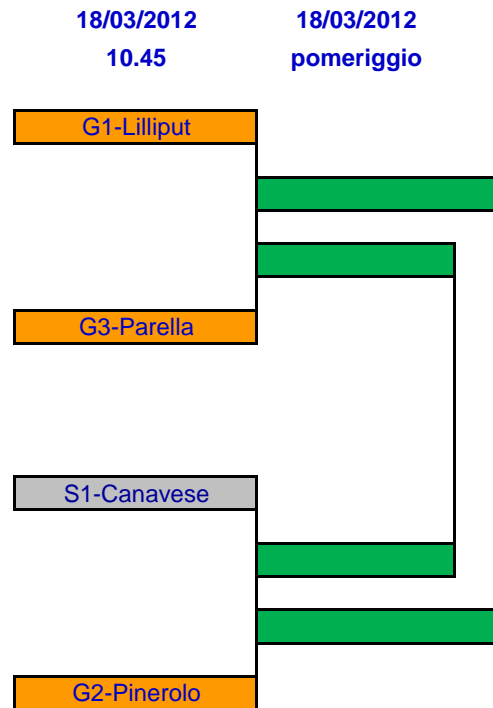 18/03/2012 18/03/2012
10.45 pomeriggio
G1-Lilliput
G3-Parella
S1-Canavese
G2-Pinerolo